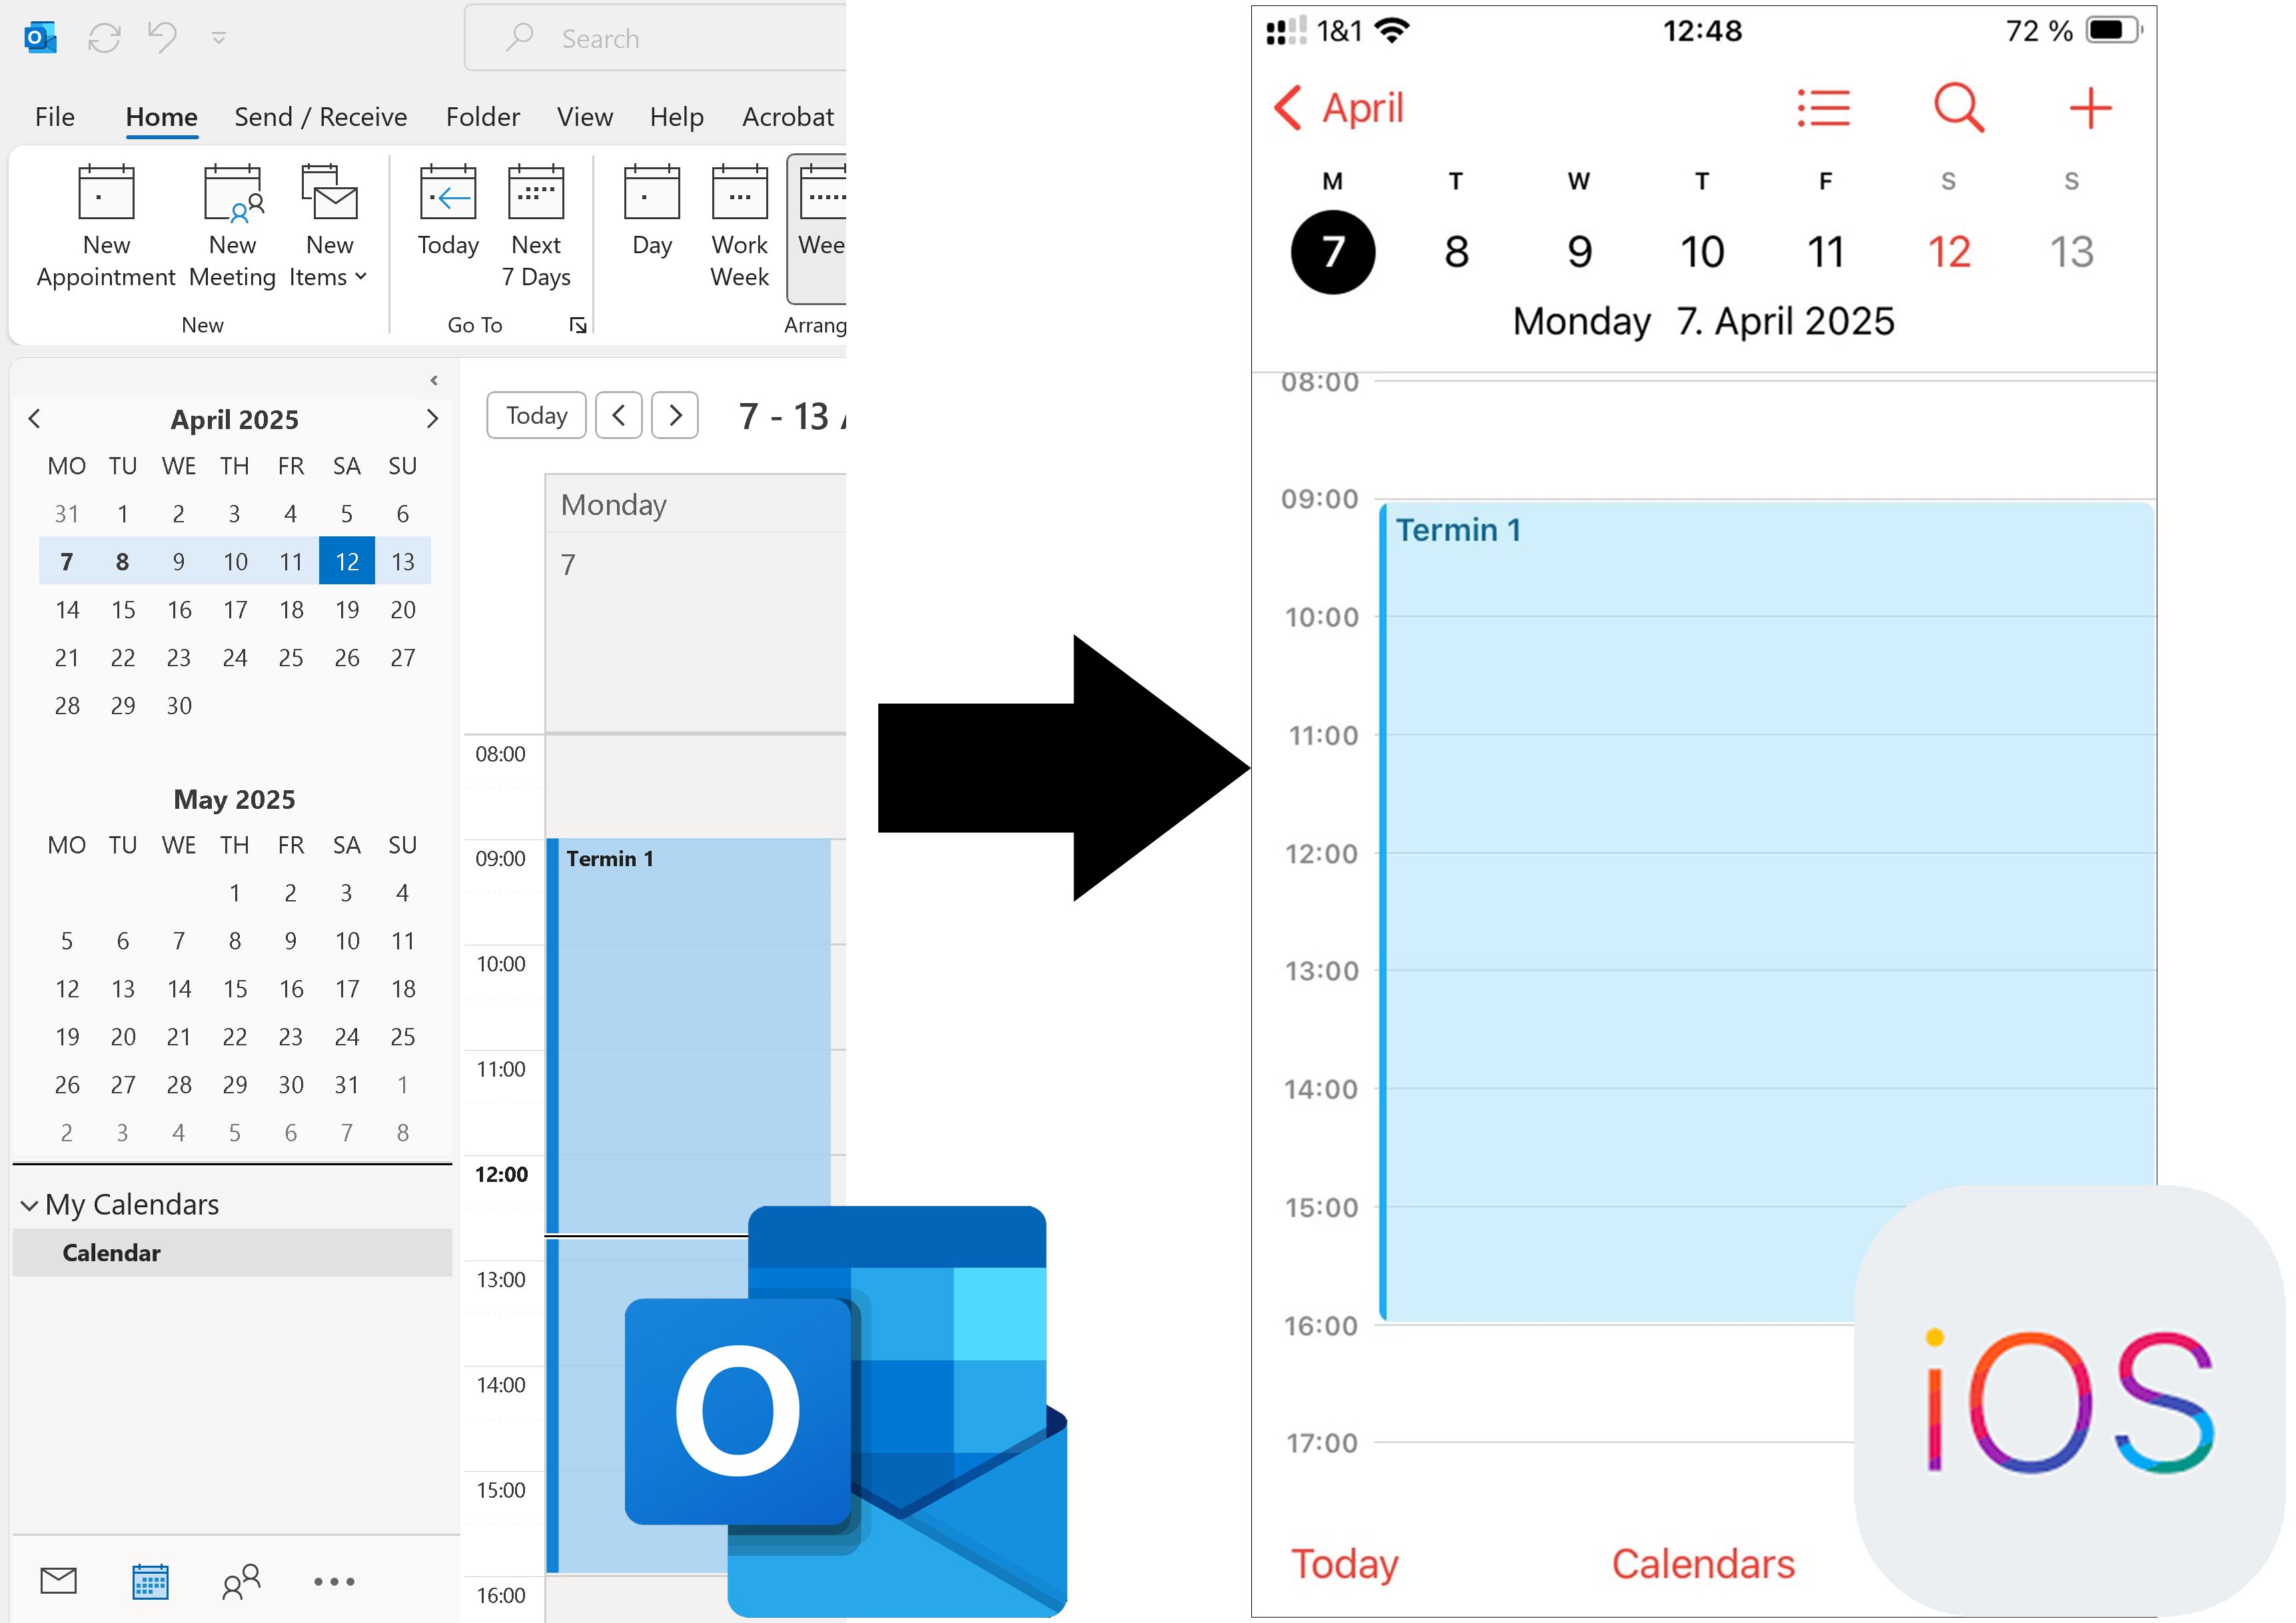 Search
File Home Send / Receive Folder View Help Acrobat
New Appointment
New Meeting
New Items
Today
Next 7 Days
Day
Work Week
Wee
New
Go To
Arrang
April 2025
MO TU WE TH FR SA SU
31 1 2 3 4 5 6
7 8 9 10 11 12 13
14 15 16 17 18 19 20
21 22 23 24 25 26 27
28 29 30
May 2025
MO TU WE TH FR SA SU
1 2 3 4
5 6 7 8 9 10 11
12 13 14 15 16 17 18
19 20 21 22 23 24 25
26 27 28 29 30 31 1
2 3 4 5 6 7 8
My Calendars
Calendar
Today
7 - 13
Monday
7
08:00
09:00
Termin 1
10:00
11:00
12:00
13:00
14:00
15:00
16:00
O
1&1 12:48 72 %
April
M T W T F S S
7 8 9 10 11 12 13
Monday 7. April 2025
08:00
09:00
Termin 1
10:00
11:00
12:00
13:00
14:00
15:00
16:00
17:00
Today Calendars
iOS